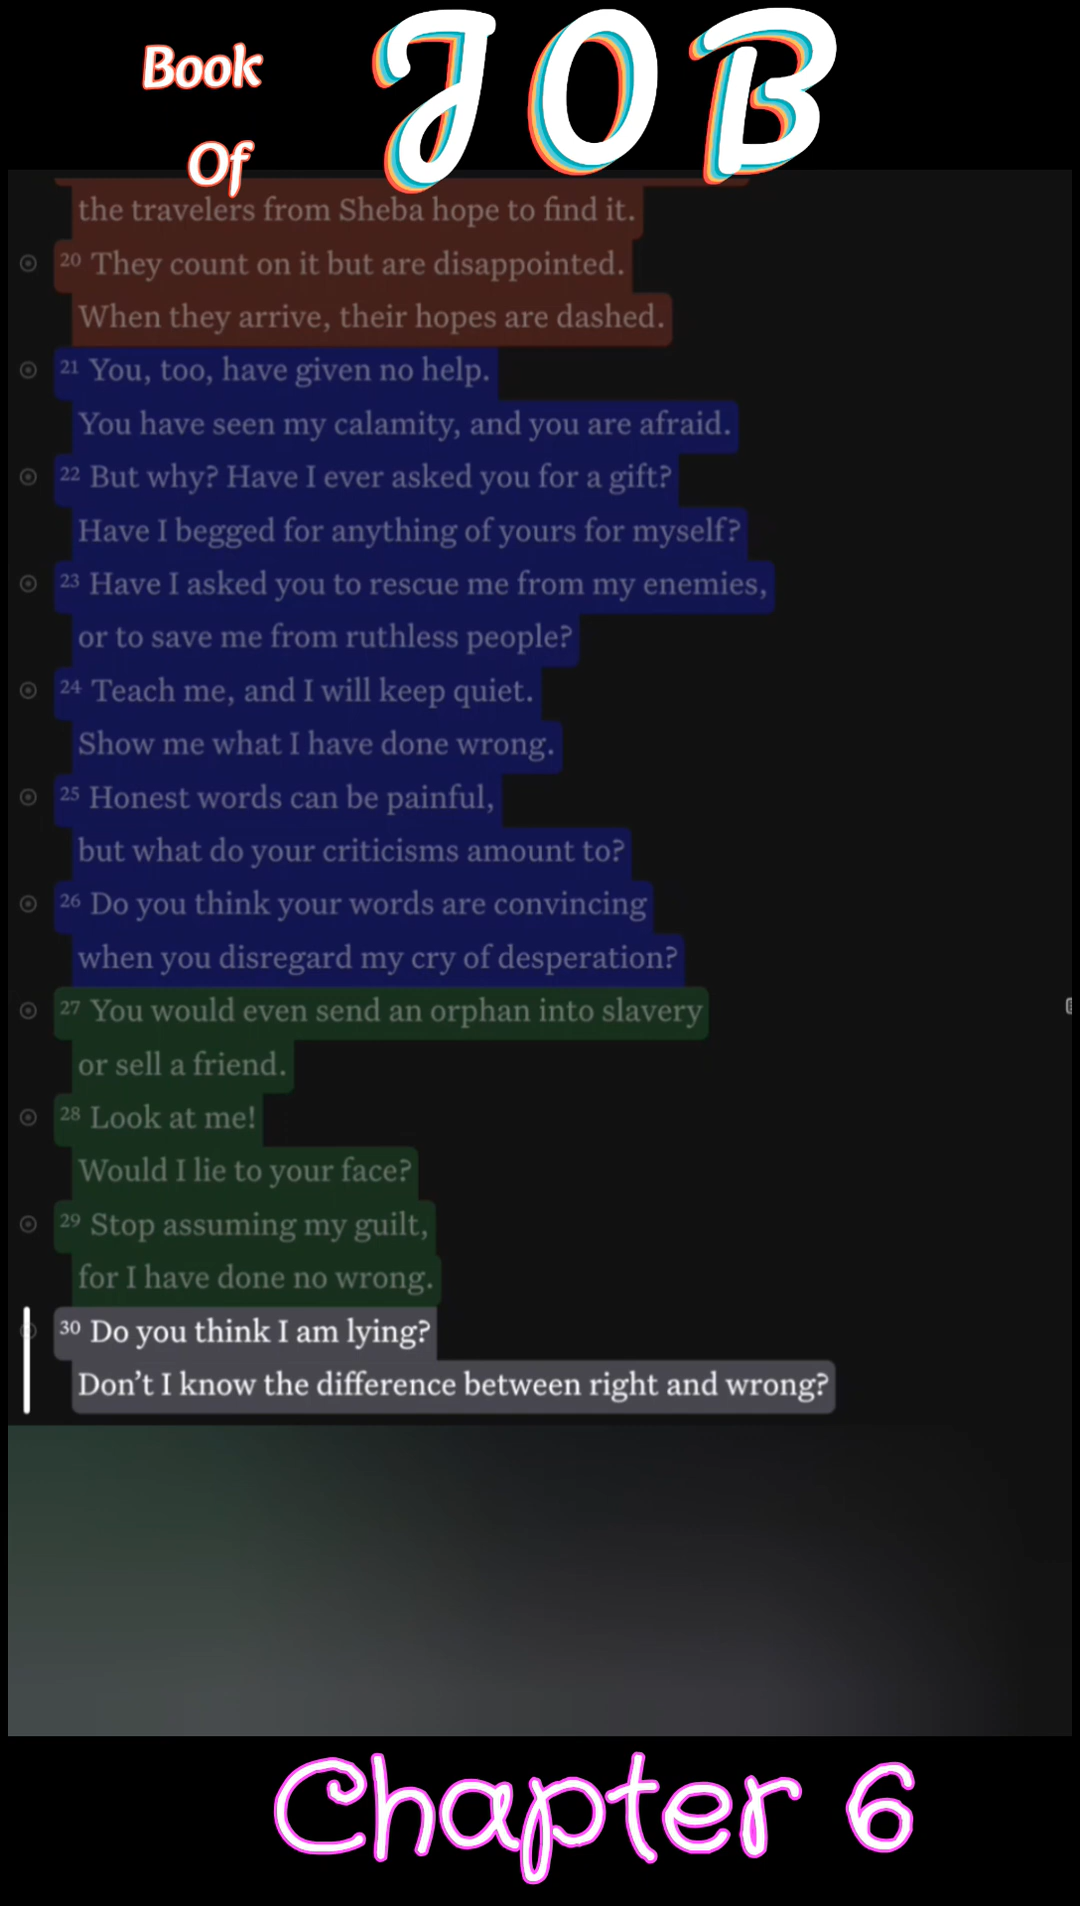 Book
Of
JOB
the travelers from Sheba hope to find it.
20 They count on it but are disappointed.
When they arrive, their hopes are dashed.
21 You, too, have given no help.
You have seen my calamity, and you are afraid.
22 But why? Have I ever asked you for a gift?
Have I begged for anything of yours for myself?
23 Have I asked you to rescue me from my enemies,
or to save me from ruthless people?
24 Teach me, and I will keep quiet.
Show me what I have done wrong.
25 Honest words can be painful,
but what do your criticisms amount to?
26 Do you think your words are convincing
when you disregard my cry of desperation?
27 You would even send an orphan into slavery
or sell a friend.
28 Look at me!
Would I lie to your face?
29 Stop assuming my guilt,
for I have done no wrong.
30 Do you think I am lying?
Don’t I know the difference between right and wrong?
Chapter 6